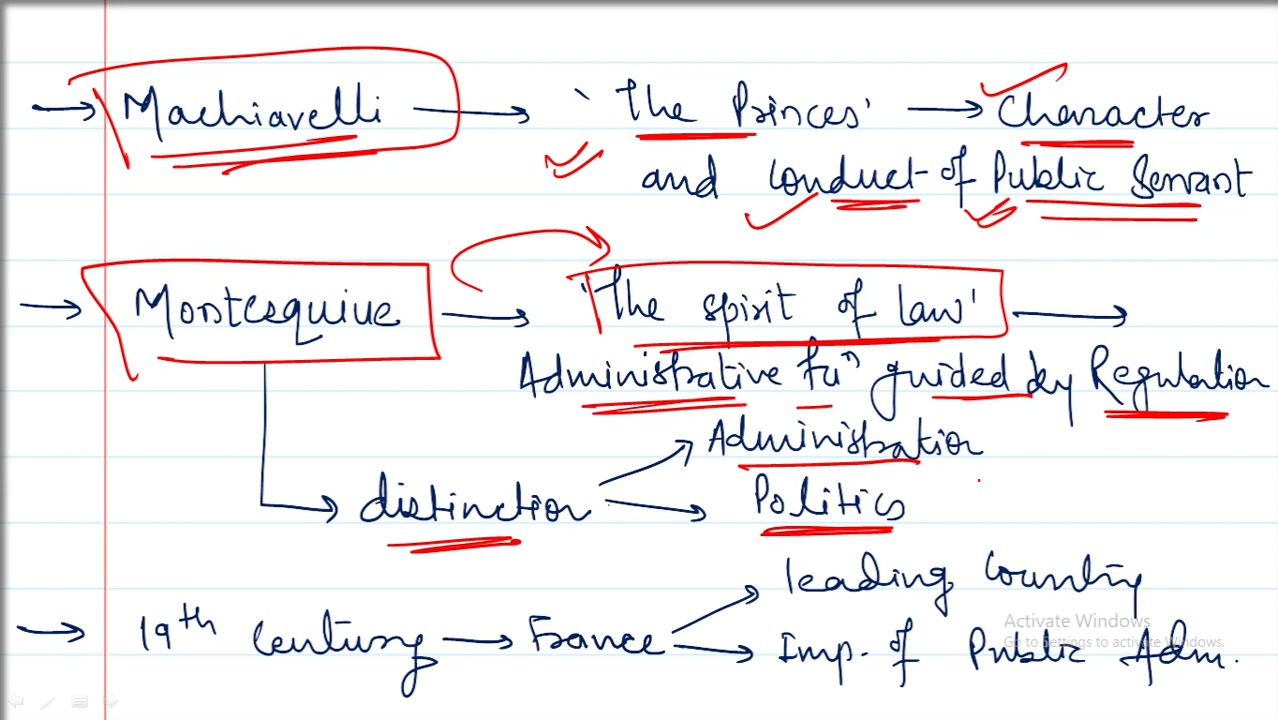 → Machiavelli → 'The Princes' → Character
and conduct of Public Servant
→ Montesquive → 'The spirit of law' →
Administrative fun guided by Regulation
Administration
distinction
Politics
leading country
→ 19th century → France
Imp. of Public Adm.
Activate Windows
Go to Settings to activate Windows.